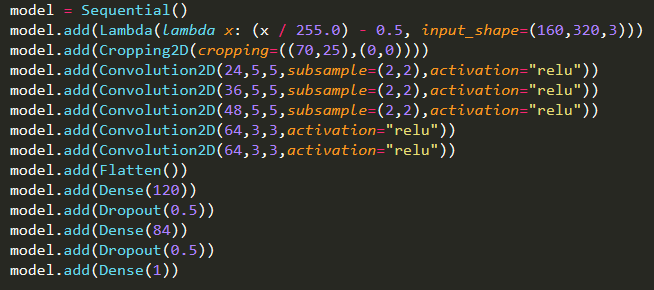 model = Sequential()
model.add(Lambda(lambda x: (x / 255.0) - 0.5, input_shape=(160,320,3)))
model.add(Cropping2D(cropping=((70,25),(0,0))))
model.add(Convolution2D(24,5,5,subsample=(2,2),activation="relu"))
model.add(Convolution2D(36,5,5,subsample=(2,2),activation="relu"))
model.add(Convolution2D(48,5,5,subsample=(2,2),activation="relu"))
model.add(Convolution2D(64,3,3,activation="relu"))
model.add(Convolution2D(64,3,3,activation="relu"))
model.add(Flatten())
model.add(Dense(120))
model.add(Dropout(0.5))
model.add(Dense(84))
model.add(Dropout(0.5))
model.add(Dense(1))